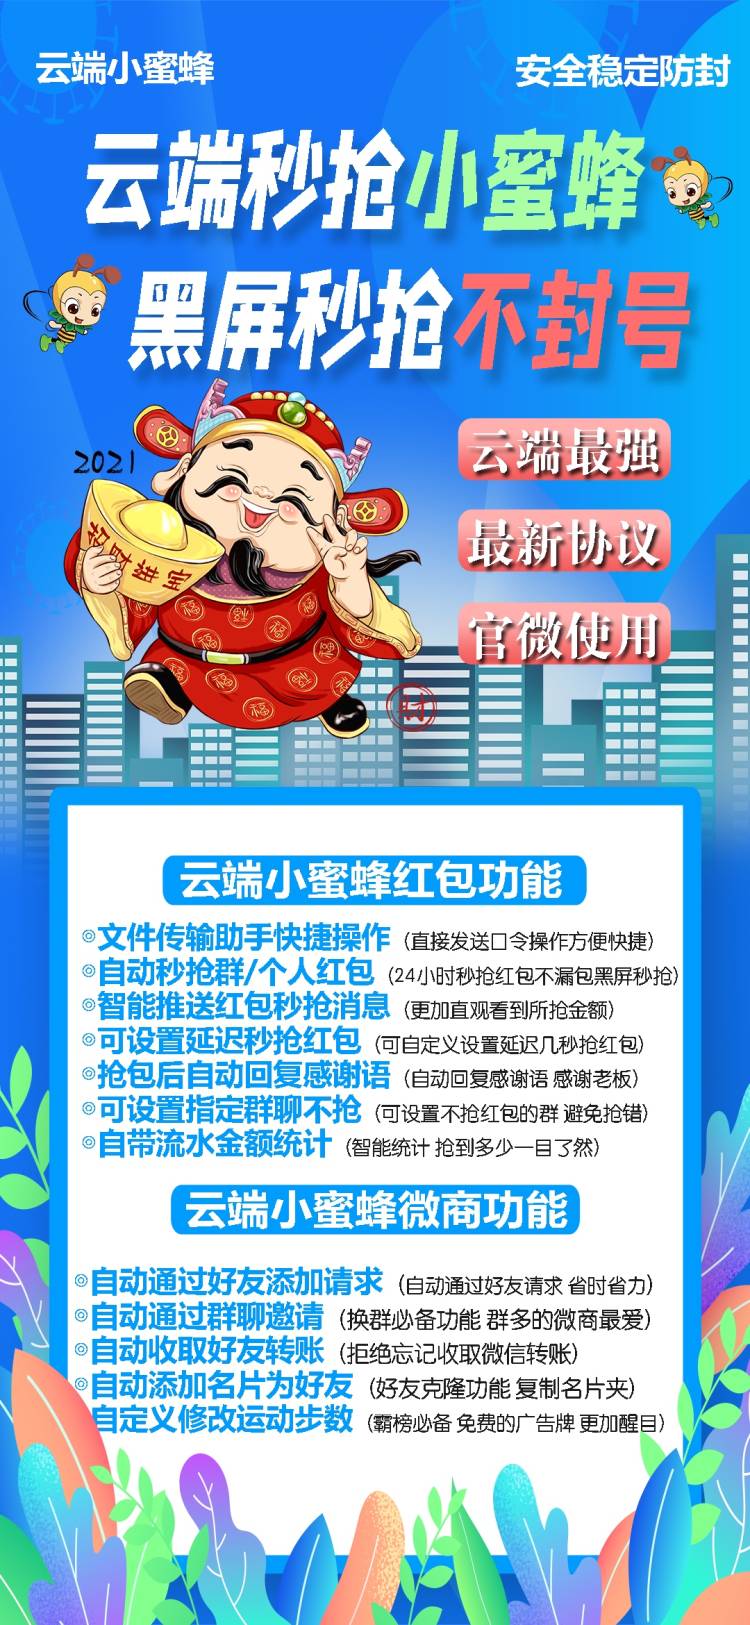 云端小蜜蜂
安全稳定防封
云端秒抢小蜜蜂
黑屏秒抢不封号
2021
云端最强
最新协议
官微使用
招财进宝
财
云端小蜜蜂红包功能
◎文件传输助手快捷操作（直接发送口令操作方便快捷）
◎自动秒抢群/个人红包（24小时秒抢红包不漏包黑屏秒抢）
◎智能推送红包秒抢消息（更加直观看到所抢金额）
◎可设置延迟秒抢红包（可自定义设置延迟几秒抢红包）
◎抢包后自动回复感谢语（自动回复感谢语 感谢老板）
◎可设置指定群聊不抢（可设置不抢红包的群 避免抢错）
◎自带流水金额统计（智能统计 抢到多少一目了然）
云端小蜜蜂微商功能
◎自动通过好友添加请求（自动通过好友请求 省时省力）
◎自动通过群聊邀请（换群必备功能 群多的微商最爱）
◎自动收取好友转账（拒绝忘记收取微信转账）
◎自动添加名片为好友（好友克隆功能 复制名片夹）
自定义修改运动步数（霸榜必备 免费的广告牌 更加醒目）